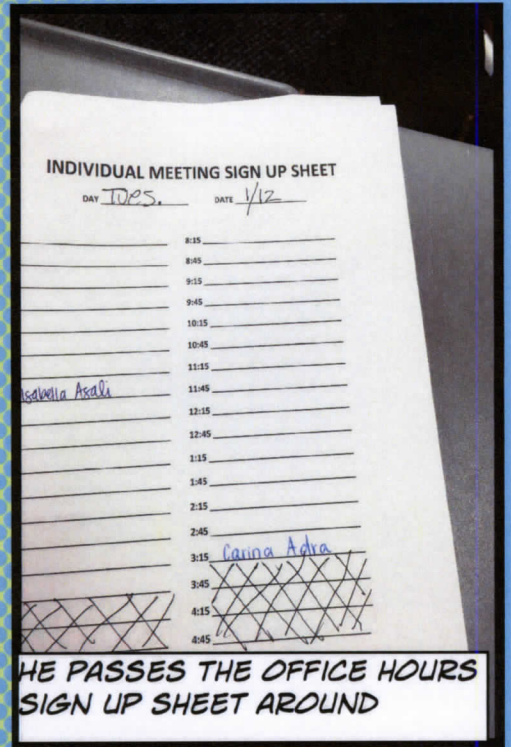 INDIVIDUAL MEETING SIGN UP SHEET
DAY TUES. DATE 1/12
8:15
8:45
9:15
9:45
10:15
10:45
11:15
Isabella Asali 11:45
12:15
12:45
1:15
1:45
2:15
2:45
3:15 Carina Adra
3:45
4:15
4:45
HE PASSES THE OFFICE HOURS
SIGN UP SHEET AROUND